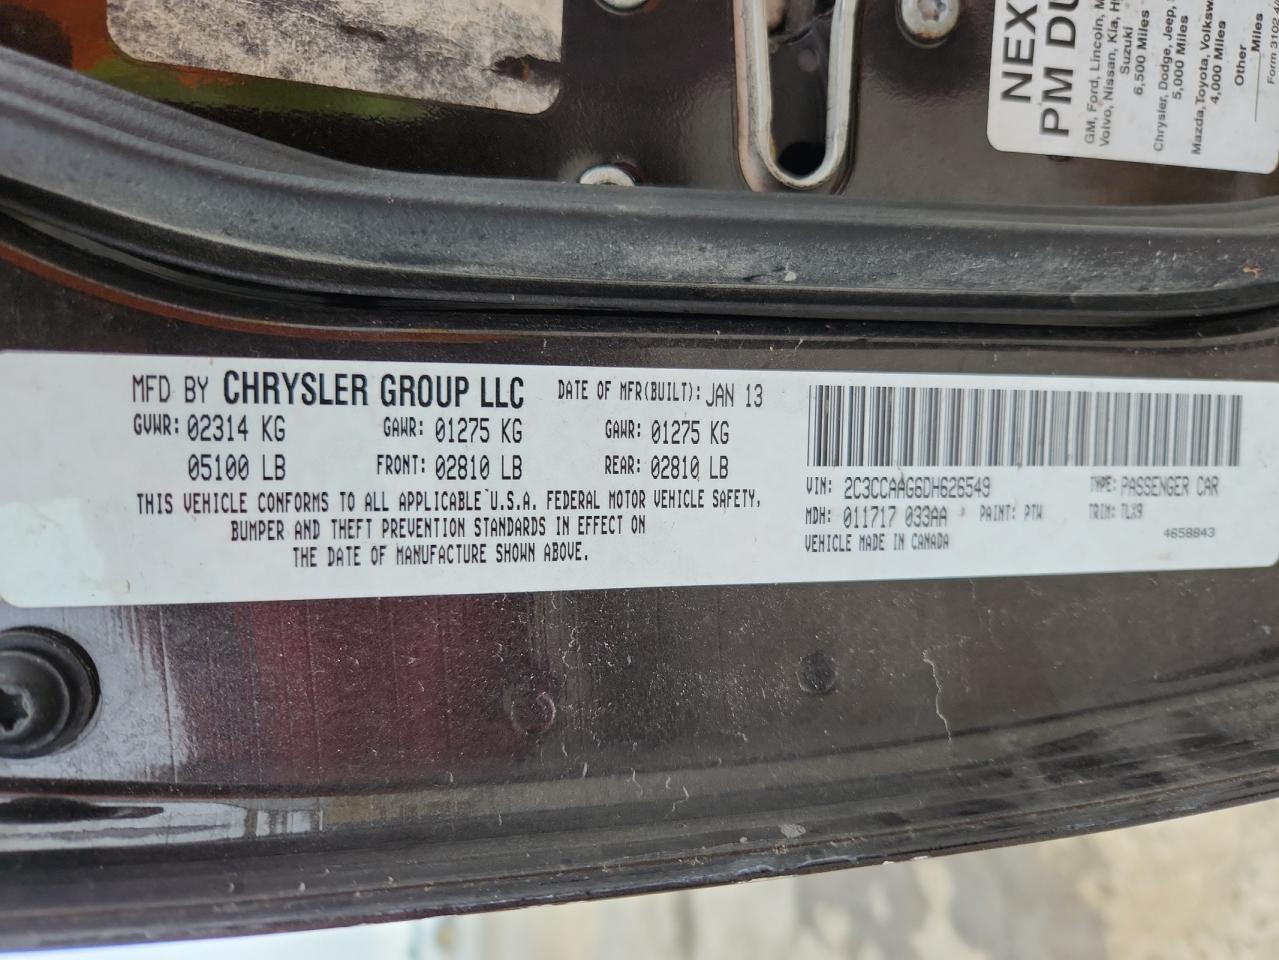 NEX
PM DU
GM, Ford, Lincoln, M
Volvo, Nissan, Kia, H
Suzuki
6,500 Miles
Chrysler, Dodge, Jeep,
5,000 Miles
Mazda, Toyota, Volksw
4,000 Miles
Other
Miles
Form 3102
MFD BY CHRYSLER GROUP LLC DATE OF MFR(BUILT): JAN 13
GVWR: 02314 KG GAWR: 01275 KG GAWR: 01275 KG
05100 LB FRONT: 02810 LB REAR: 02810 LB
THIS VEHICLE CONFORMS TO ALL APPLICABLE U.S.A. FEDERAL MOTOR VEHICLE SAFETY,
BUMPER AND THEFT PREVENTION STANDARDS IN EFFECT ON
THE DATE OF MANUFACTURE SHOWN ABOVE.
VIN: 2C3CCAAG6DH626549 TYPE: PASSENGER CAR
MDH: 011717 033AA PAINT: PTW TRIM: TLX9
VEHICLE MADE IN CANADA 4658843